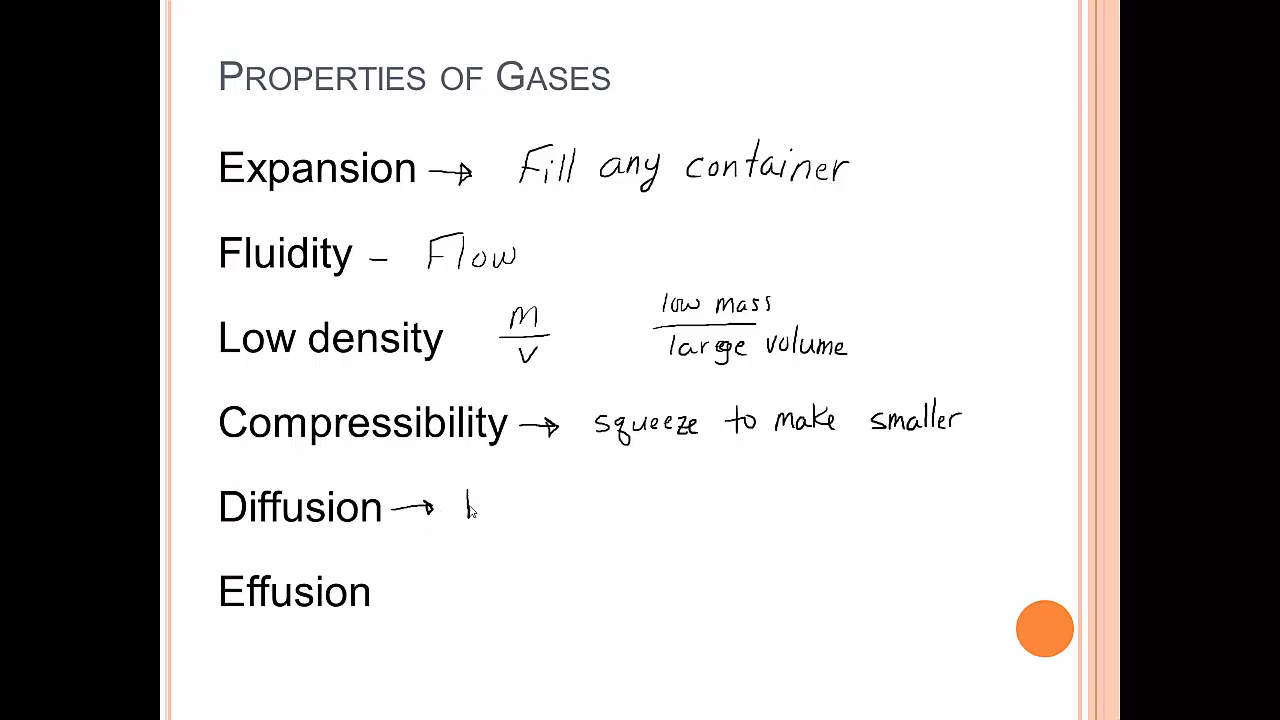 PROPERTIES OF GASES
Expansion → Fill any container
Fluidity - Flow
Low density m/v low mass/large volume
Compressibility → squeeze to make smaller
Diffusion →
Effusion